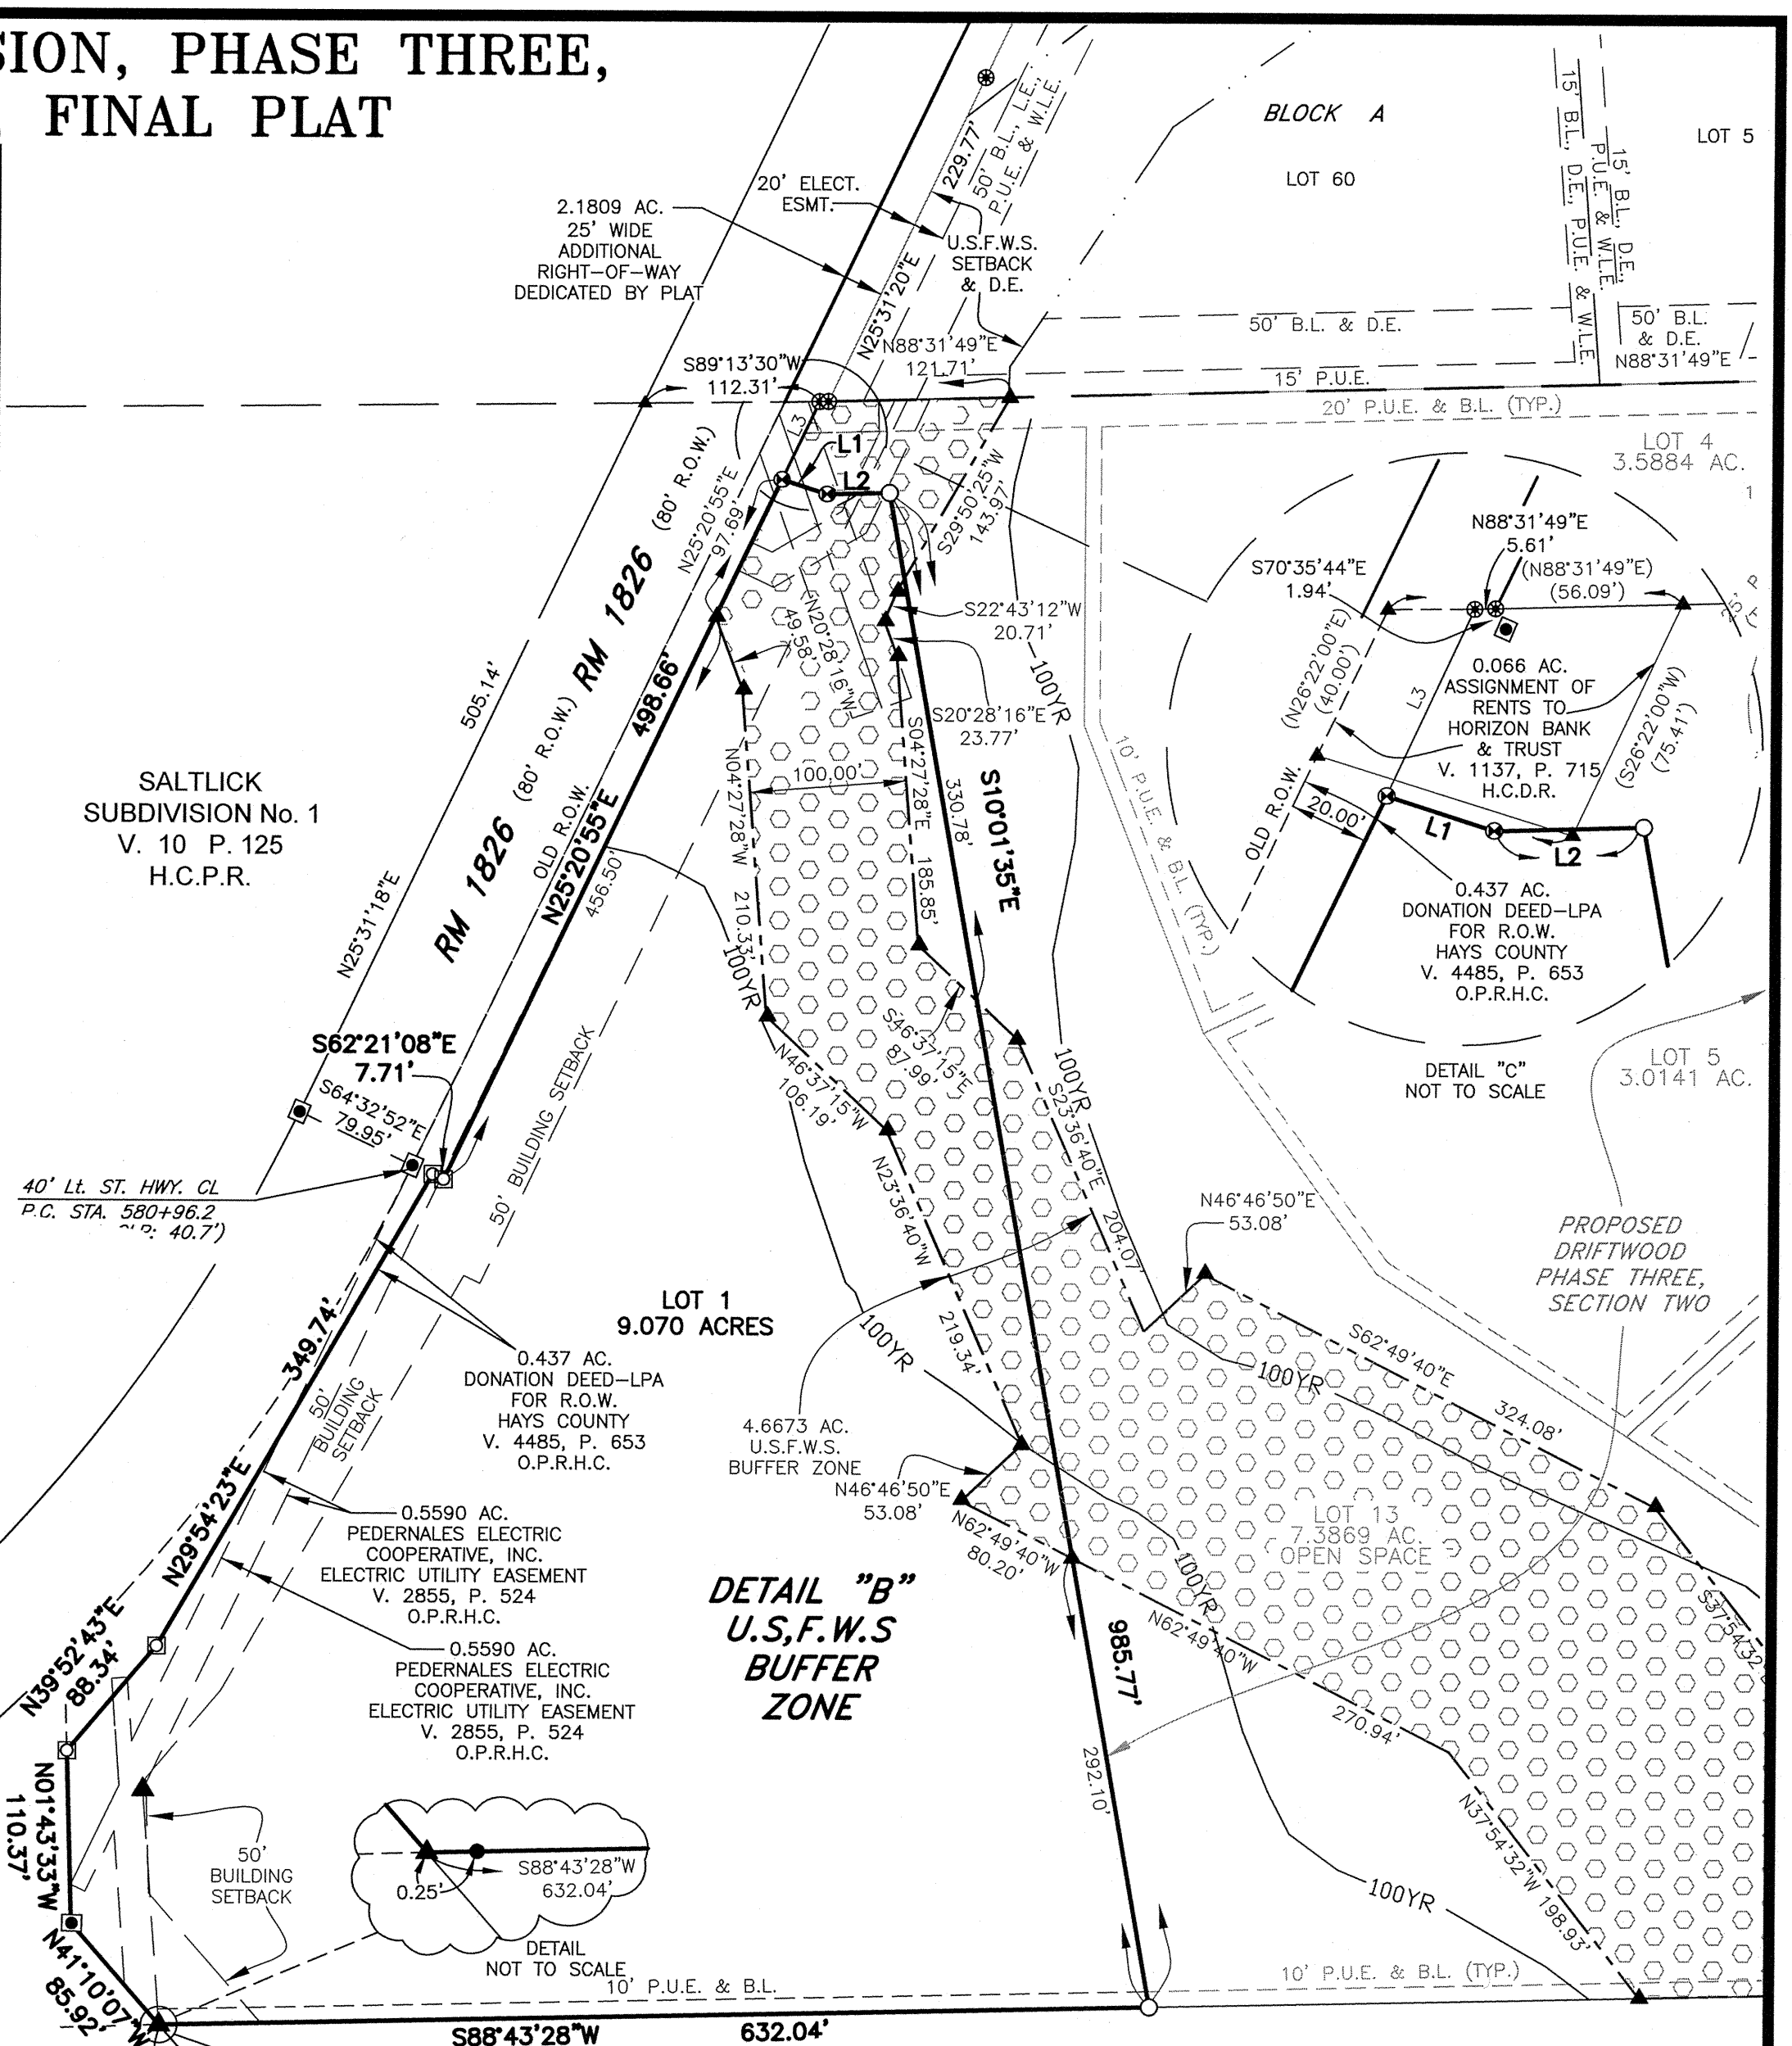 SION, PHASE THREE,
FINAL PLAT
BLOCK A
LOT 60
LOT 5
15' B.L., D.E., P.U.E. & W.L.E.
15' B.L., D.E.,
P.U.E. & W.L.E.
50' B.L., L.E.,
P.U.E. & W.L.E.
229.77'
20' ELECT.
ESMT.
2.1809 AC.
25' WIDE
ADDITIONAL
RIGHT-OF-WAY
DEDICATED BY PLAT
U.S.F.W.S.
SETBACK
& D.E.
N25°31'20"E
50' B.L. & D.E.
50' B.L.
& D.E.
N88°31'49"E
S89°13'30"W
112.31'
N88°31'49"E
121.71'
15' P.U.E.
20' P.U.E. & B.L. (TYP.)
LOT 4
3.5884 AC.
1
L3
L1
L2
N25°20'55"E
97.69'
S29°50'25"W
143.97'
RM 1826 (80' R.O.W.)
S22°43'12"W
20.71'
(N20°28'16"W)
49.58'
S20°28'16"E
23.77'
100YR
N88°31'49"E
5.61'
(N88°31'49"E)
(56.09')
S70°35'44"E
1.94'
(N26°22'00"E)
(40.00')
L3
0.066 AC.
ASSIGNMENT OF
RENTS TO
HORIZON BANK
& TRUST
V. 1137, P. 715
H.C.D.R.
(S26°22'00"W)
(75.41')
OLD R.O.W.
20.00'
L1
L2
0.437 AC.
DONATION DEED-LPA
FOR R.O.W.
HAYS COUNTY
V. 4485, P. 653
O.P.R.H.C.
DETAIL "C"
NOT TO SCALE
505.14'
498.66'
SALTLICK
SUBDIVISION No. 1
V. 10 P. 125
H.C.P.R.
RM 1826 (80' R.O.W.)
OLD R.O.W.
N25°20'55"E
456.50'
N25°31'18"E
100.00'
N04°27'28"W 210.33'
S04°27'28"E 185.85'
330.78'
S10°01'35"E
10' P.U.E. & B.L. (TYP.)
100YR
LOT 5
3.0141 AC.
S62°21'08"E
7.71'
S64°32'52"E
79.95'
50' BUILDING SETBACK
N46°37'15"W
106.19'
S46°37'15"E
87.99'
100YR
S23°36'40"E 204.07'
40' Lt. ST. HWY. CL
P.C. STA. 580+96.2
40.7')
N23°36'40"W 219.34'
N46°46'50"E
53.08'
PROPOSED
DRIFTWOOD
PHASE THREE,
SECTION TWO
LOT 1
9.070 ACRES
100YR
0.437 AC.
DONATION DEED-LPA
FOR R.O.W.
HAYS COUNTY
V. 4485, P. 653
O.P.R.H.C.
349.74'
50'
BUILDING
SETBACK
4.6673 AC.
U.S.F.W.S.
BUFFER ZONE
S62°49'40"E 324.08'
100YR
N46°46'50"E
53.08'
N62°49'40"W
80.20'
LOT 13
7.3869 AC.
OPEN SPACE
N29°54'23"E
0.5590 AC.
PEDERNALES ELECTRIC
COOPERATIVE, INC.
ELECTRIC UTILITY EASEMENT
V. 2855, P. 524
O.P.R.H.C.
DETAIL "B"
U.S,F.W.S
BUFFER
ZONE
100YR
S37°54'32
N62°49'40"W
270.94'
985.77'
N39°52'43"E
88.34'
0.5590 AC.
PEDERNALES ELECTRIC
COOPERATIVE, INC.
ELECTRIC UTILITY EASEMENT
V. 2855, P. 524
O.P.R.H.C.
292.10'
N01°43'33"W
110.37'
50'
BUILDING
SETBACK
0.25'
S88°43'28"W
632.04'
DETAIL
NOT TO SCALE
N37°54'32"W 198.93'
100YR
N41°10'07"W
85.92'
10' P.U.E. & B.L.
10' P.U.E. & B.L. (TYP.)
S88°43'28"W 632.04'